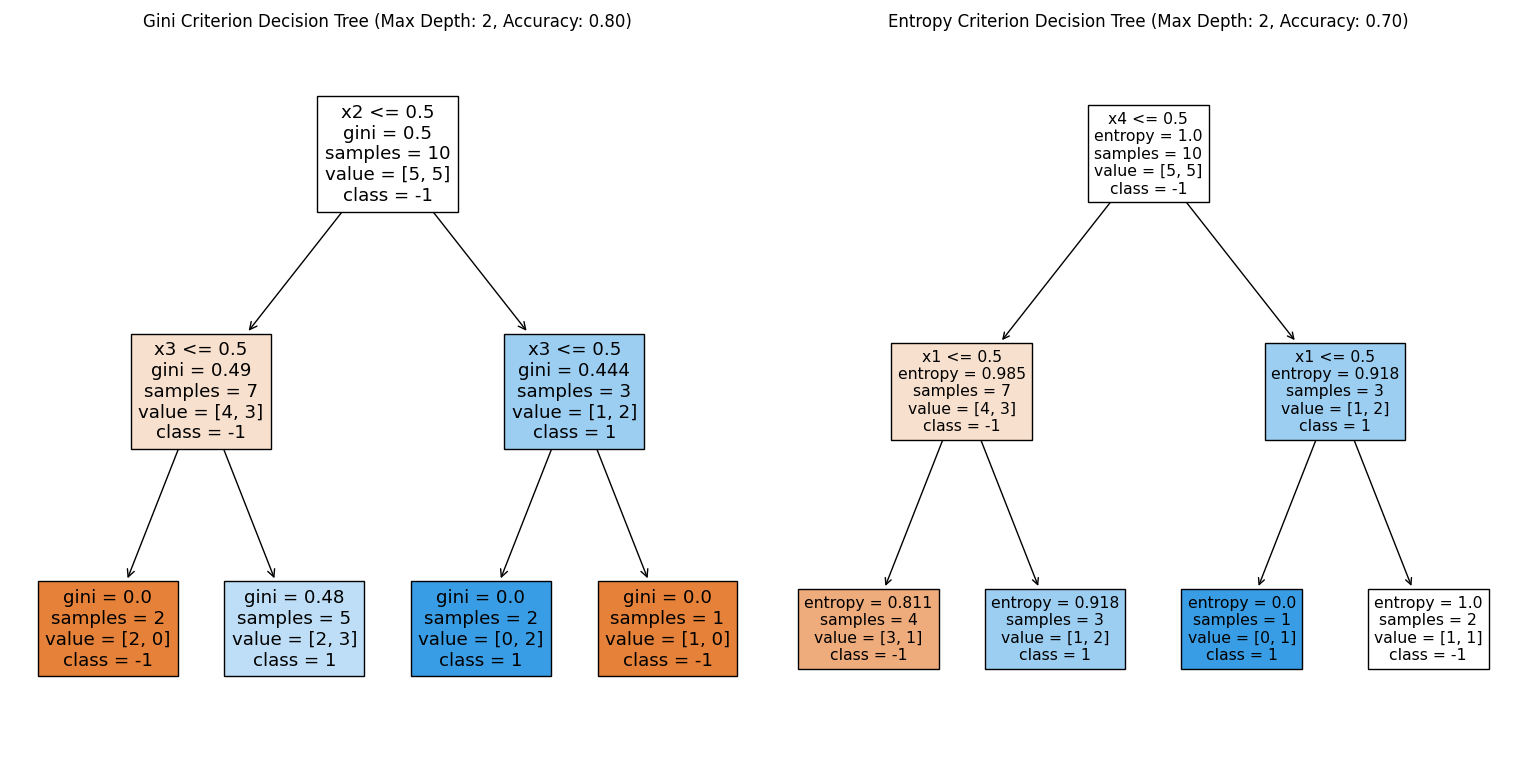 Gini Criterion Decision Tree (Max Depth: 2, Accuracy: 0.80)
x2 <= 0.5
gini = 0.5
samples = 10
value = [5, 5]
class = -1
x3 <= 0.5
gini = 0.49
samples = 7
value = [4, 3]
class = -1
x3 <= 0.5
gini = 0.444
samples = 3
value = [1, 2]
class = 1
gini = 0.0
samples = 2
value = [2, 0]
class = -1
gini = 0.48
samples = 5
value = [2, 3]
class = 1
gini = 0.0
samples = 2
value = [0, 2]
class = 1
gini = 0.0
samples = 1
value = [1, 0]
class = -1
Entropy Criterion Decision Tree (Max Depth: 2, Accuracy: 0.70)
x4 <= 0.5
entropy = 1.0
samples = 10
value = [5, 5]
class = -1
x1 <= 0.5
entropy = 0.985
samples = 7
value = [4, 3]
class = -1
x1 <= 0.5
entropy = 0.918
samples = 3
value = [1, 2]
class = 1
entropy = 0.811
samples = 4
value = [3, 1]
class = -1
entropy = 0.918
samples = 3
value = [1, 2]
class = 1
entropy = 0.0
samples = 1
value = [0, 1]
class = 1
entropy = 1.0
samples = 2
value = [1, 1]
class = -1